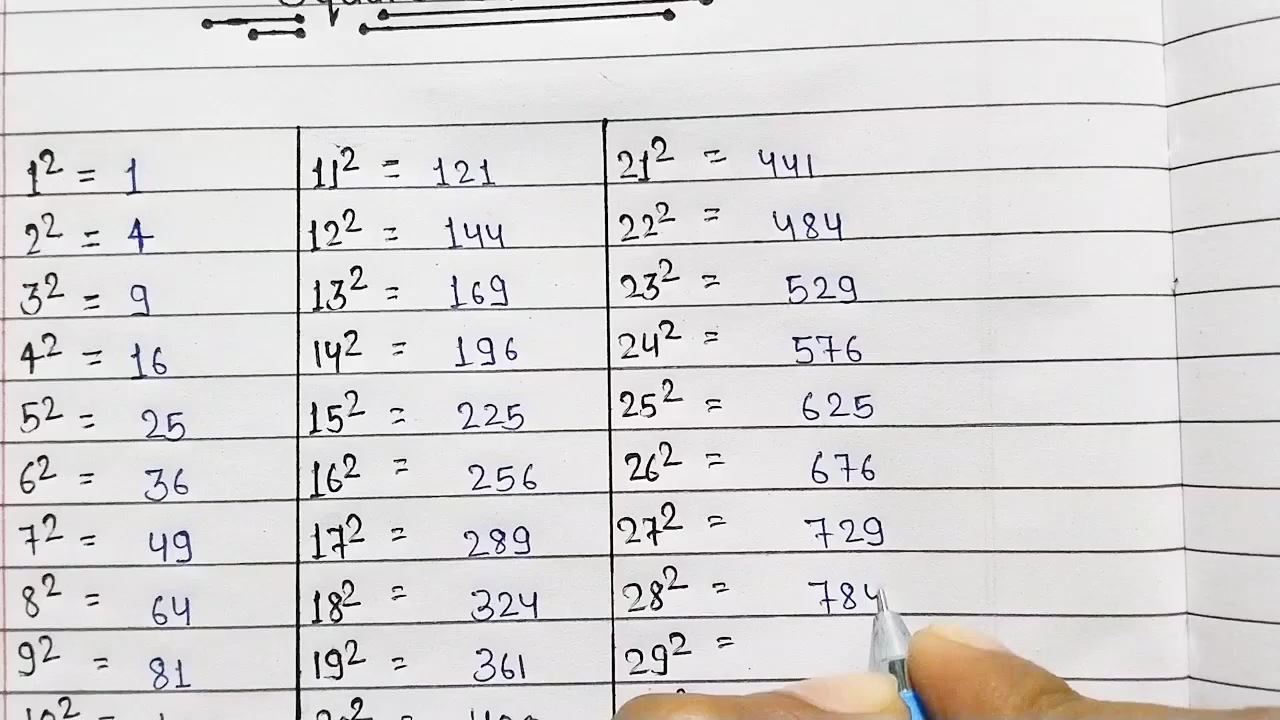 1² = 1
2² = 4
3² = 9
4² = 16
5² = 25
6² = 36
7² = 49
8² = 64
9² = 81
11² = 121
12² = 144
13² = 169
14² = 196
15² = 225
16² = 256
17² = 289
18² = 324
19² = 361
21² = 441
22² = 484
23² = 529
24² = 576
25² = 625
26² = 676
27² = 729
28² = 784
29² =